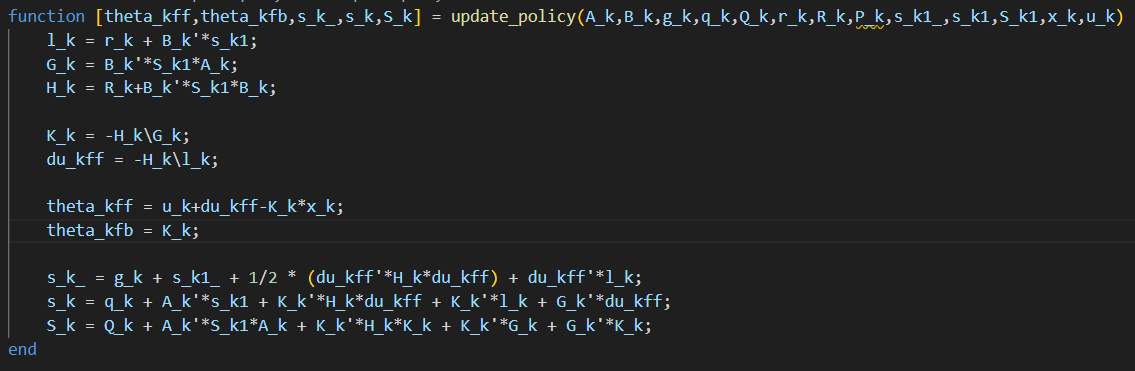 function [theta_kff,theta_kfb,s_k_,s_k,S_k] = update_policy(A_k,B_k,g_k,q_k,Q_k,r_k,R_k,P_k,s_k1_,s_k1,S_k1,x_k,u_k)
l_k = r_k + B_k'*s_k1;
G_k = B_k'*S_k1*A_k;
H_k = R_k+B_k'*S_k1*B_k;
K_k = -H_k\G_k;
du_kff = -H_k\l_k;
theta_kff = u_k+du_kff-K_k*x_k;
theta_kfb = K_k;
s_k_ = g_k + s_k1_ + 1/2 * (du_kff'*H_k*du_kff) + du_kff'*l_k;
s_k = q_k + A_k'*s_k1 + K_k'*H_k*du_kff + K_k'*l_k + G_k'*du_kff;
S_k = Q_k + A_k'*S_k1*A_k + K_k'*H_k*K_k + K_k'*G_k + G_k'*K_k;
end